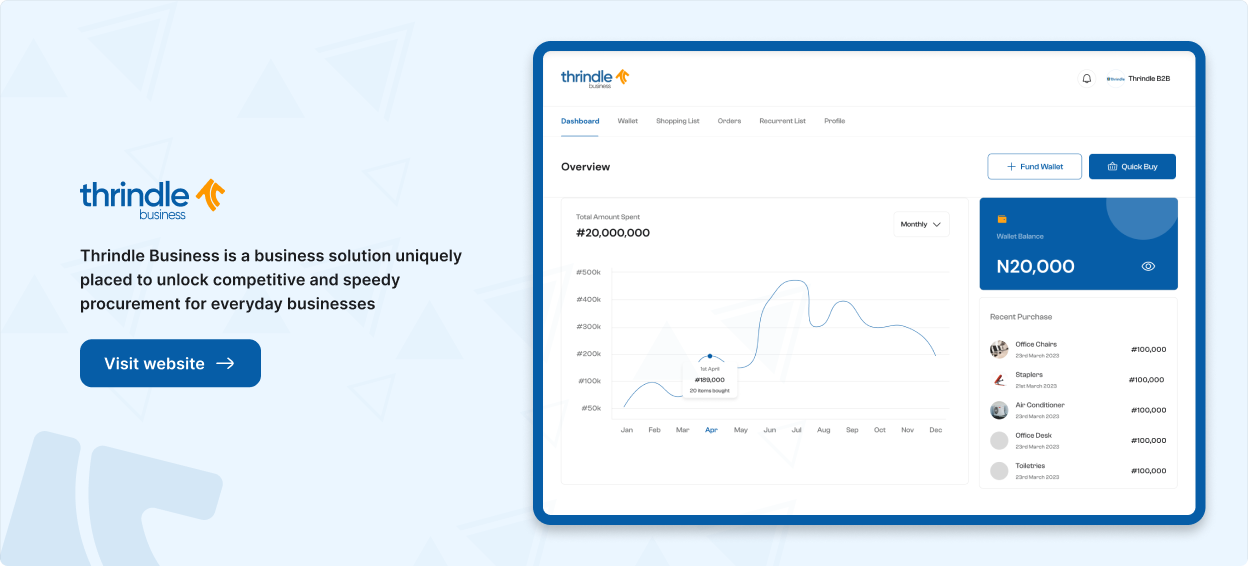 thrindle
business
Thrindle Business is a business solution uniquely
placed to unlock competitive and speedy
procurement for everyday businesses
Visit website
thrindle
business
thrindle Thrindle B2B
Dashboard Wallet Shopping List Orders Recurrent List Profile
Overview
Fund Wallet
Quick Buy
Total Amount Spent
₦20,000,000
Monthly
₦500k
₦400k
₦300k
₦200k
₦100k
₦50k
1st April
₦189,000
20 items bought
Jan Feb Mar Apr May Jun Jul Aug Sep Oct Nov Dec
Wallet Balance
N20,000
Recent Purchase
Office Chairs
23rd March 2023
₦100,000
Staplers
21st March 2023
₦100,000
Air Conditioner
23rd March 2023
₦100,000
Office Desk
23rd March 2023
₦100,000
Toiletries
23rd March 2023
₦100,000